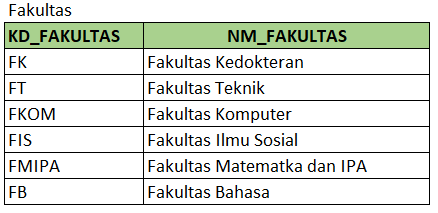 Fakultas
KD_FAKULTAS NM_FAKULTAS
FK Fakultas Kedokteran
FT Fakultas Teknik
FKOM Fakultas Komputer
FIS Fakultas Ilmu Sosial
FMIPA Fakultas Matematka dan IPA
FB Fakultas Bahasa